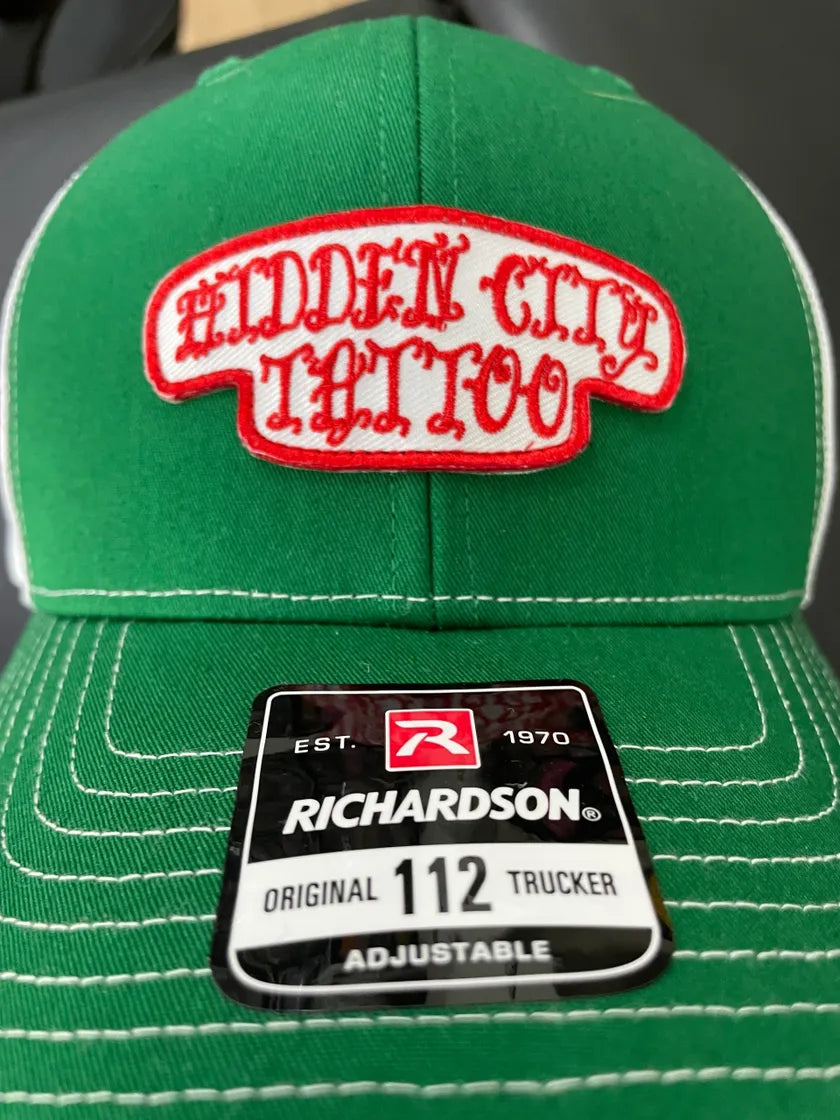 HIDDEN CITY
TATTOO
EST. R 1970
RICHARDSON®
ORIGINAL 112 TRUCKER
ADJUSTABLE